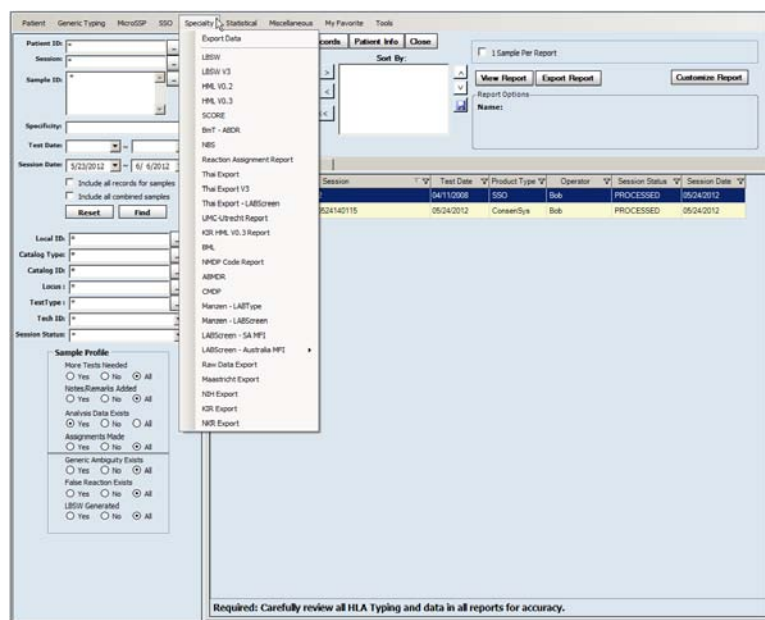 Patient Generic Typing MicroSSP SSO Specialty Statistical Miscellaneous My Favorite Tools
Patient ID: *
Session: *
Sample ID: *
Specificity:
Test Date: ~
Session Date: 5/23/2012 ~ 6/ 6/2012
Include all records for samples
Include all combined samples
Reset Find
Local ID: *
Catalog Type: *
Catalog ID: *
Locus : *
TestType : *
Tech ID: *
Session Status: *
Sample Profile
More Tests Needed
Yes No All
Notes/Remarks Added
Yes No All
Analysis Data Exists
Yes No All
Assignments Made
Yes No All
Generic Ambiguity Exists
Yes No All
False Reaction Exists
Yes No All
LBSW Generated
Yes No All
Export Data
LBSW
LBSW V3
HML V0.2
HML V0.3
SCORE
BmT - ABDR
NBS
Reaction Assignment Report
Thai Export
Thai Export V3
Thai Export - LABScreen
UMC-Utrecht Report
KIR HML V0.3 Report
BML
NMDP Code Report
ABMDR
CMDP
Manzen - LABType
Manzen - LABScreen
LABScreen - SA MFI
LABScreen - Australia MFI
Raw Data Export
Maastricht Export
NIH Export
KIR Export
NKR Export
cords Patient Info Close
Sort By:
>
<
<<
1 Sample Per Report
View Report Export Report Customize Report
Report Options
Name:
Session Test Date Product Type Operator Session Status Session Date
04/11/2008 SSO Bob PROCESSED 05/24/2012
0524140115 05/24/2012 ConsenSys Bob PROCESSED 05/24/2012
Required: Carefully review all HLA Typing and data in all reports for accuracy.